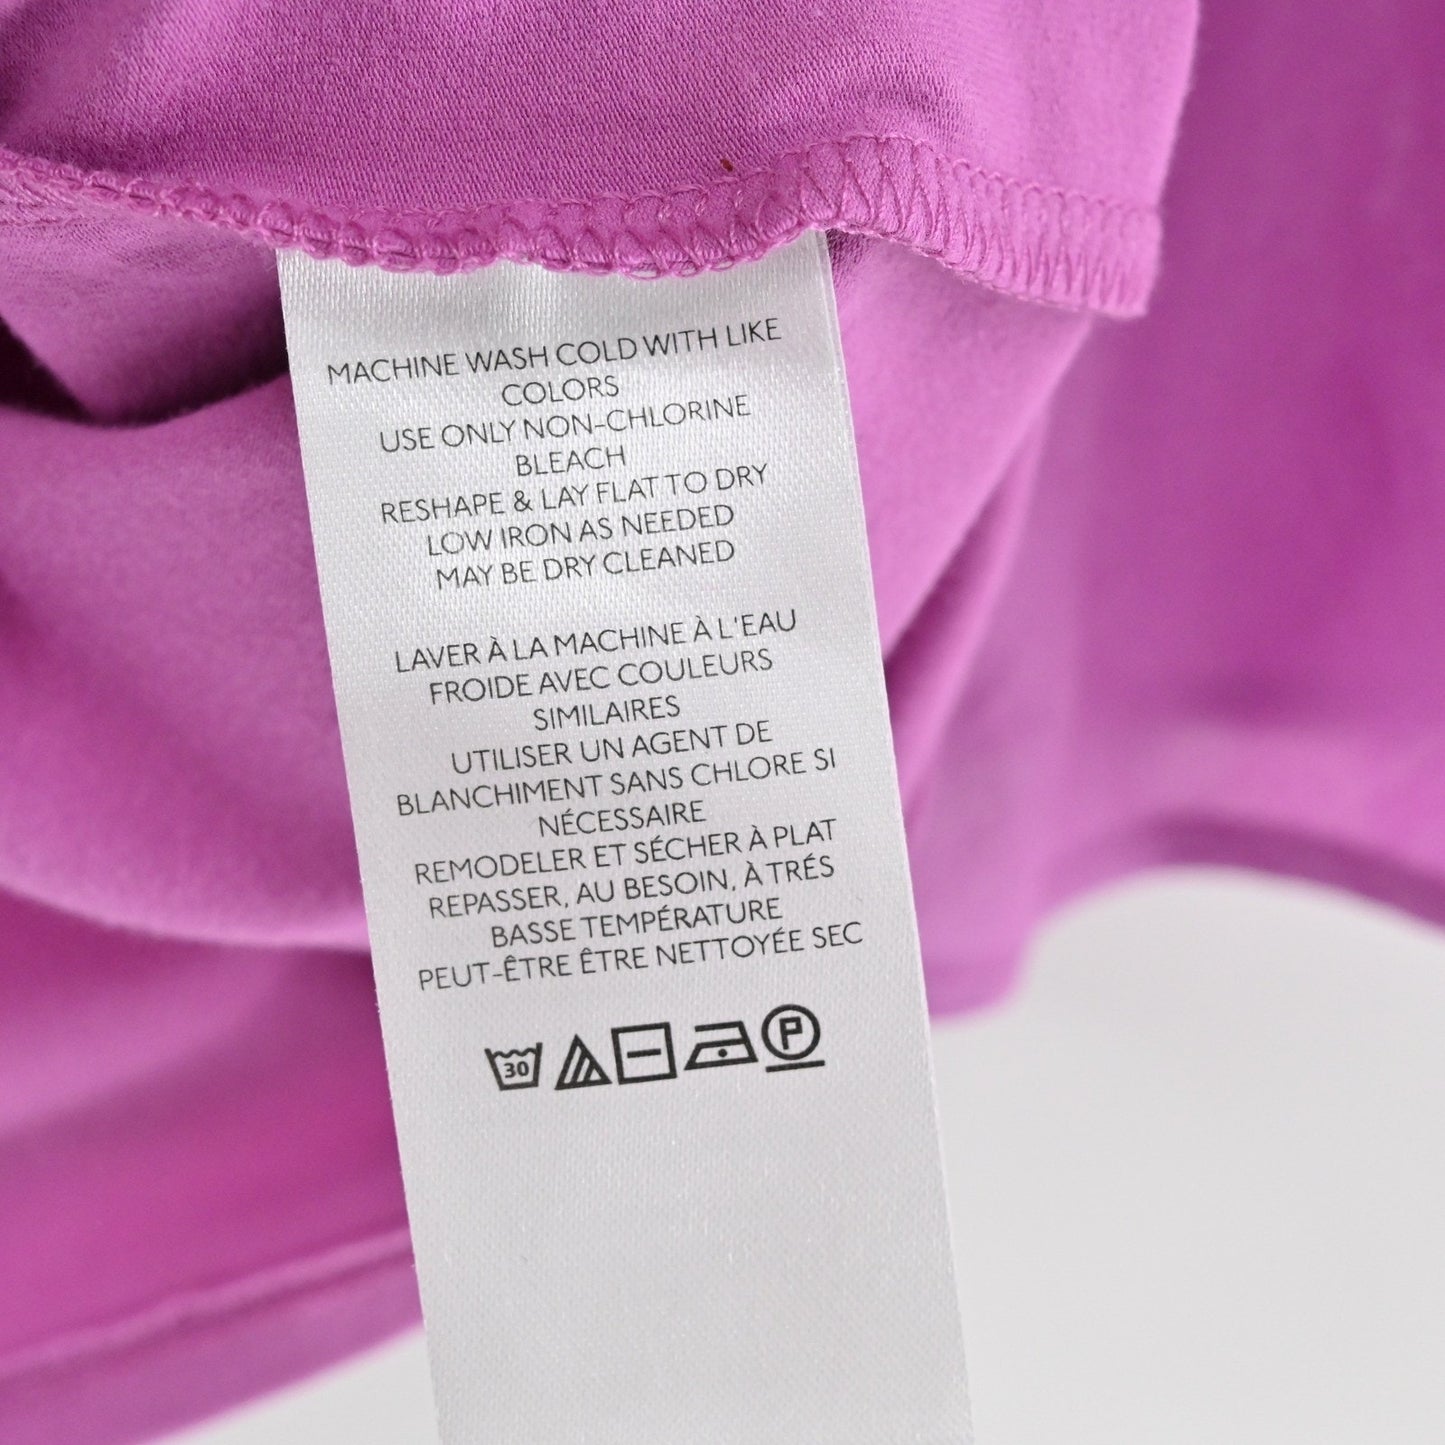 MACHINE WASH COLD WITH LIKE
COLORS
USE ONLY NON-CHLORINE
BLEACH
RESHAPE & LAY FLAT TO DRY
LOW IRON AS NEEDED
MAY BE DRY CLEANED
LAVER À LA MACHINE À L'EAU
FROIDE AVEC COULEURS
SIMILAIRES
UTILISER UN AGENT DE
BLANCHIMENT SANS CHLORE SI
NÉCESSAIRE
REMODELER ET SÉCHER À PLAT
REPASSER, AU BESOIN, À TRÉS
BASSE TEMPÉRATURE
PEUT-ÊTRE ÊTRE NETTOYÉE SEC
30 P